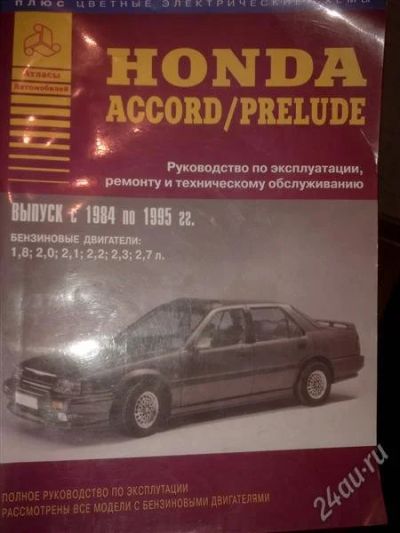 ПЛЮС ЦВЕТНЫЕ ЭЛЕКТРИЧЕСКИЕ
Атласы
Автомобилей
HONDA
ACCORD/PRELUDE
Руководство по эксплуатации,
ремонту и техническому обслуживанию
ВЫПУСК С 1984 по 1995 гг.
БЕНЗИНОВЫЕ ДВИГАТЕЛИ:
1,8; 2,0; 2,1; 2,2; 2,3; 2,7 л.
ПОЛНОЕ РУКОВОДСТВО ПО ЭКСПЛУТАЦИИ
РАССМОТРЕНЫ ВСЕ МОДЕЛИ С БЕНЗИНОВЫМИ ДВИГАТЕЛЯМИ
24au.ru